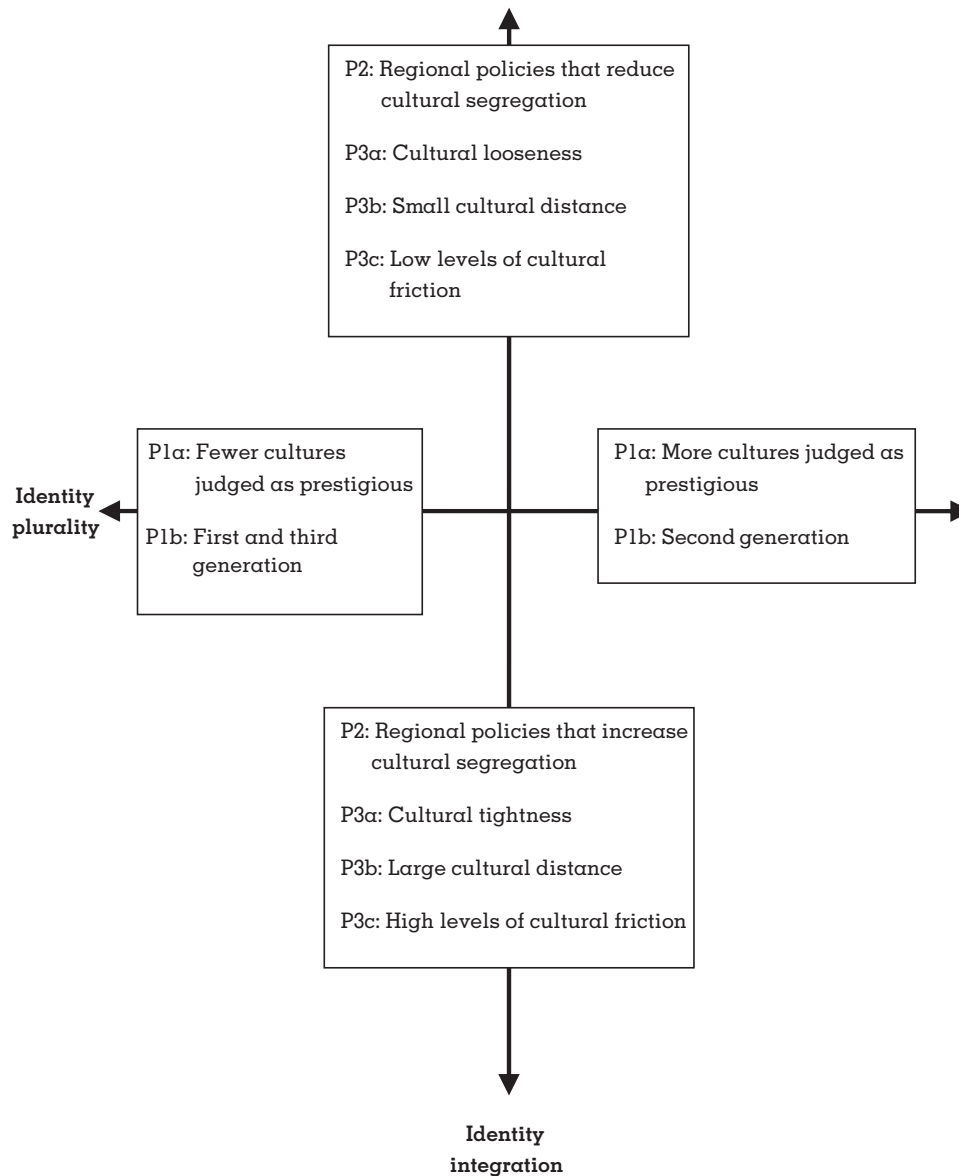 P2: Regional policies that reduce
cultural segregation
P3a: Cultural looseness
P3b: Small cultural distance
P3c: Low levels of cultural
friction
Identity
plurality
P1a: Fewer cultures
judged as prestigious
P1b: First and third
generation
P1a: More cultures judged as
prestigious
P1b: Second generation
P2: Regional policies that increase
cultural segregation
P3a: Cultural tightness
P3b: Large cultural distance
P3c: High levels of cultural friction
Identity
integration